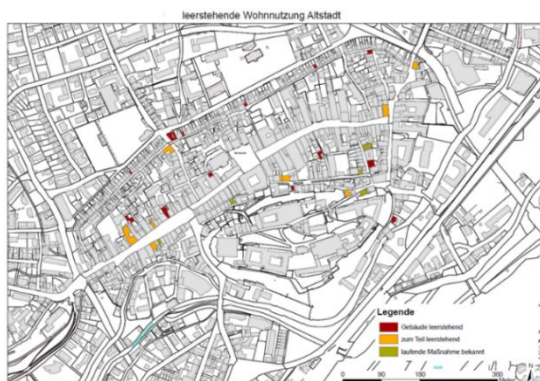 leerstehende Wohnnutzung Altstadt
Legende
Gebäude leerstehend
zum Teil leerstehend
laufende Maßnahme bekannt
0 90 180 360